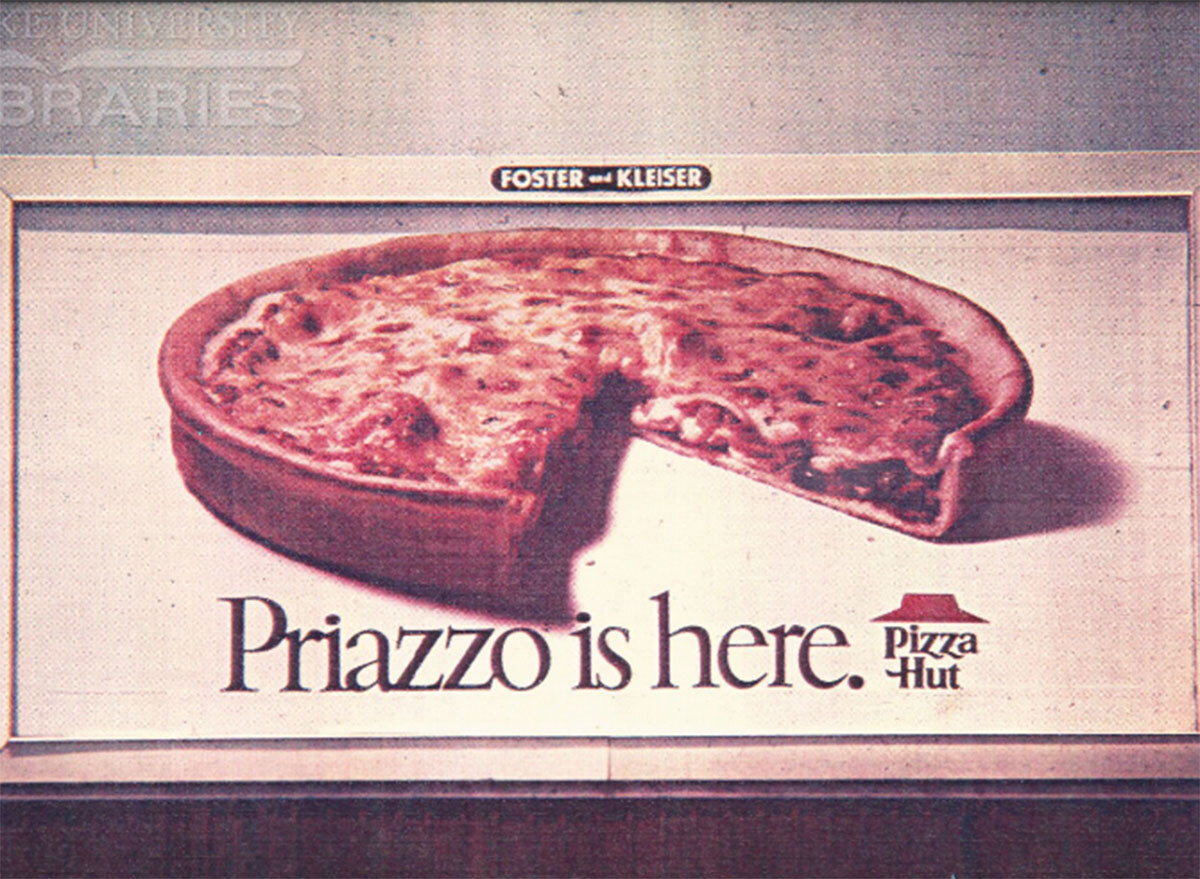 KE UNIVERSITY
BRARIES
FOSTER and KLEISER
Priazzo is here.
Pizza
Hut